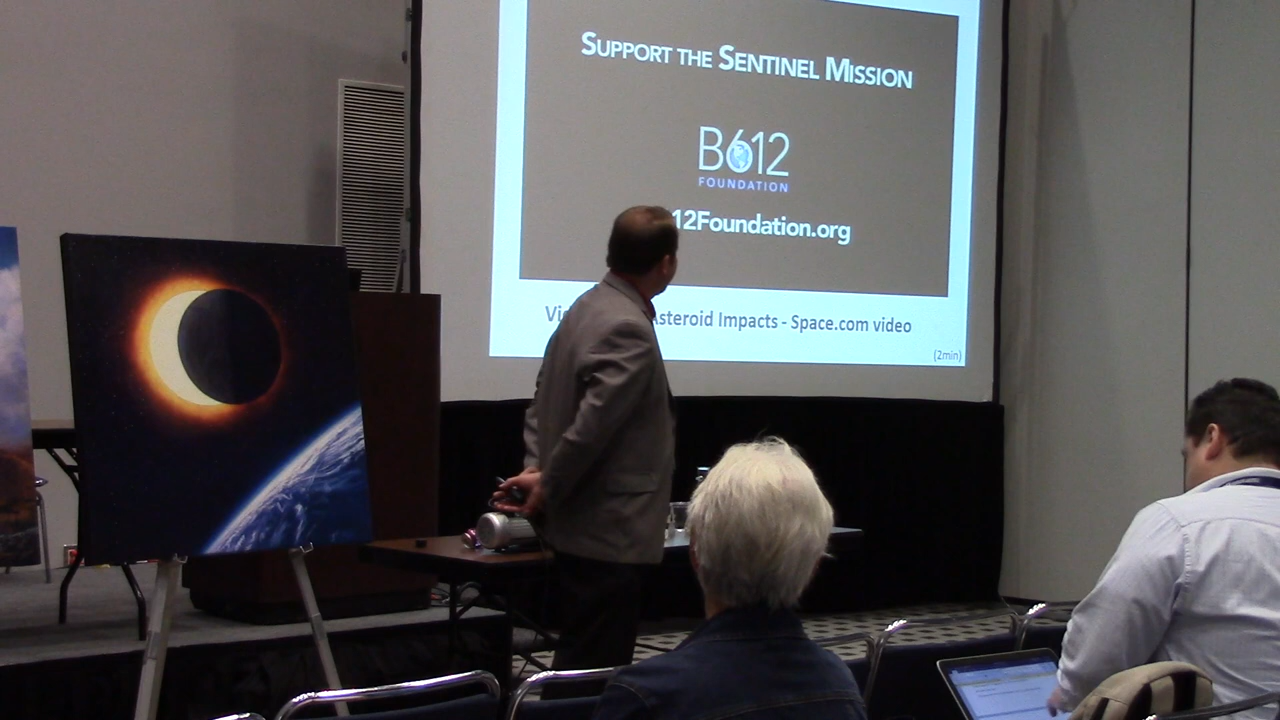 SUPPORT THE SENTINEL MISSION
B612
FOUNDATION
12Foundation.org
Asteroid Impacts - Space.com video
(2min)